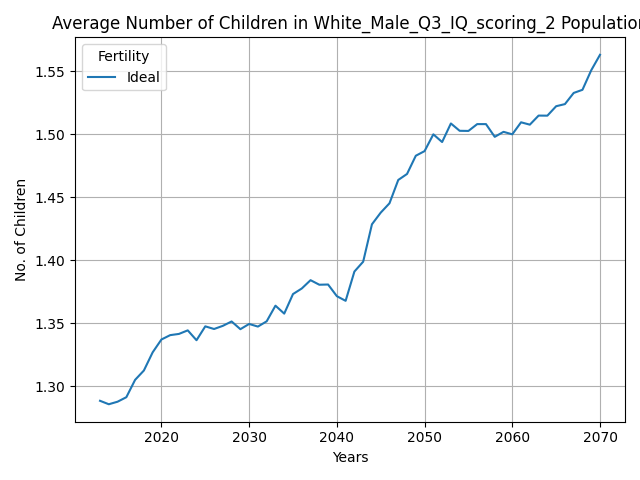 Average Number of Children in White_Male_Q3_IQ_scoring_2 Population
Fertility
Ideal
No. of Children
1.55
1.50
1.45
1.40
1.35
1.30
2020 2030 2040 2050 2060 2070
Years